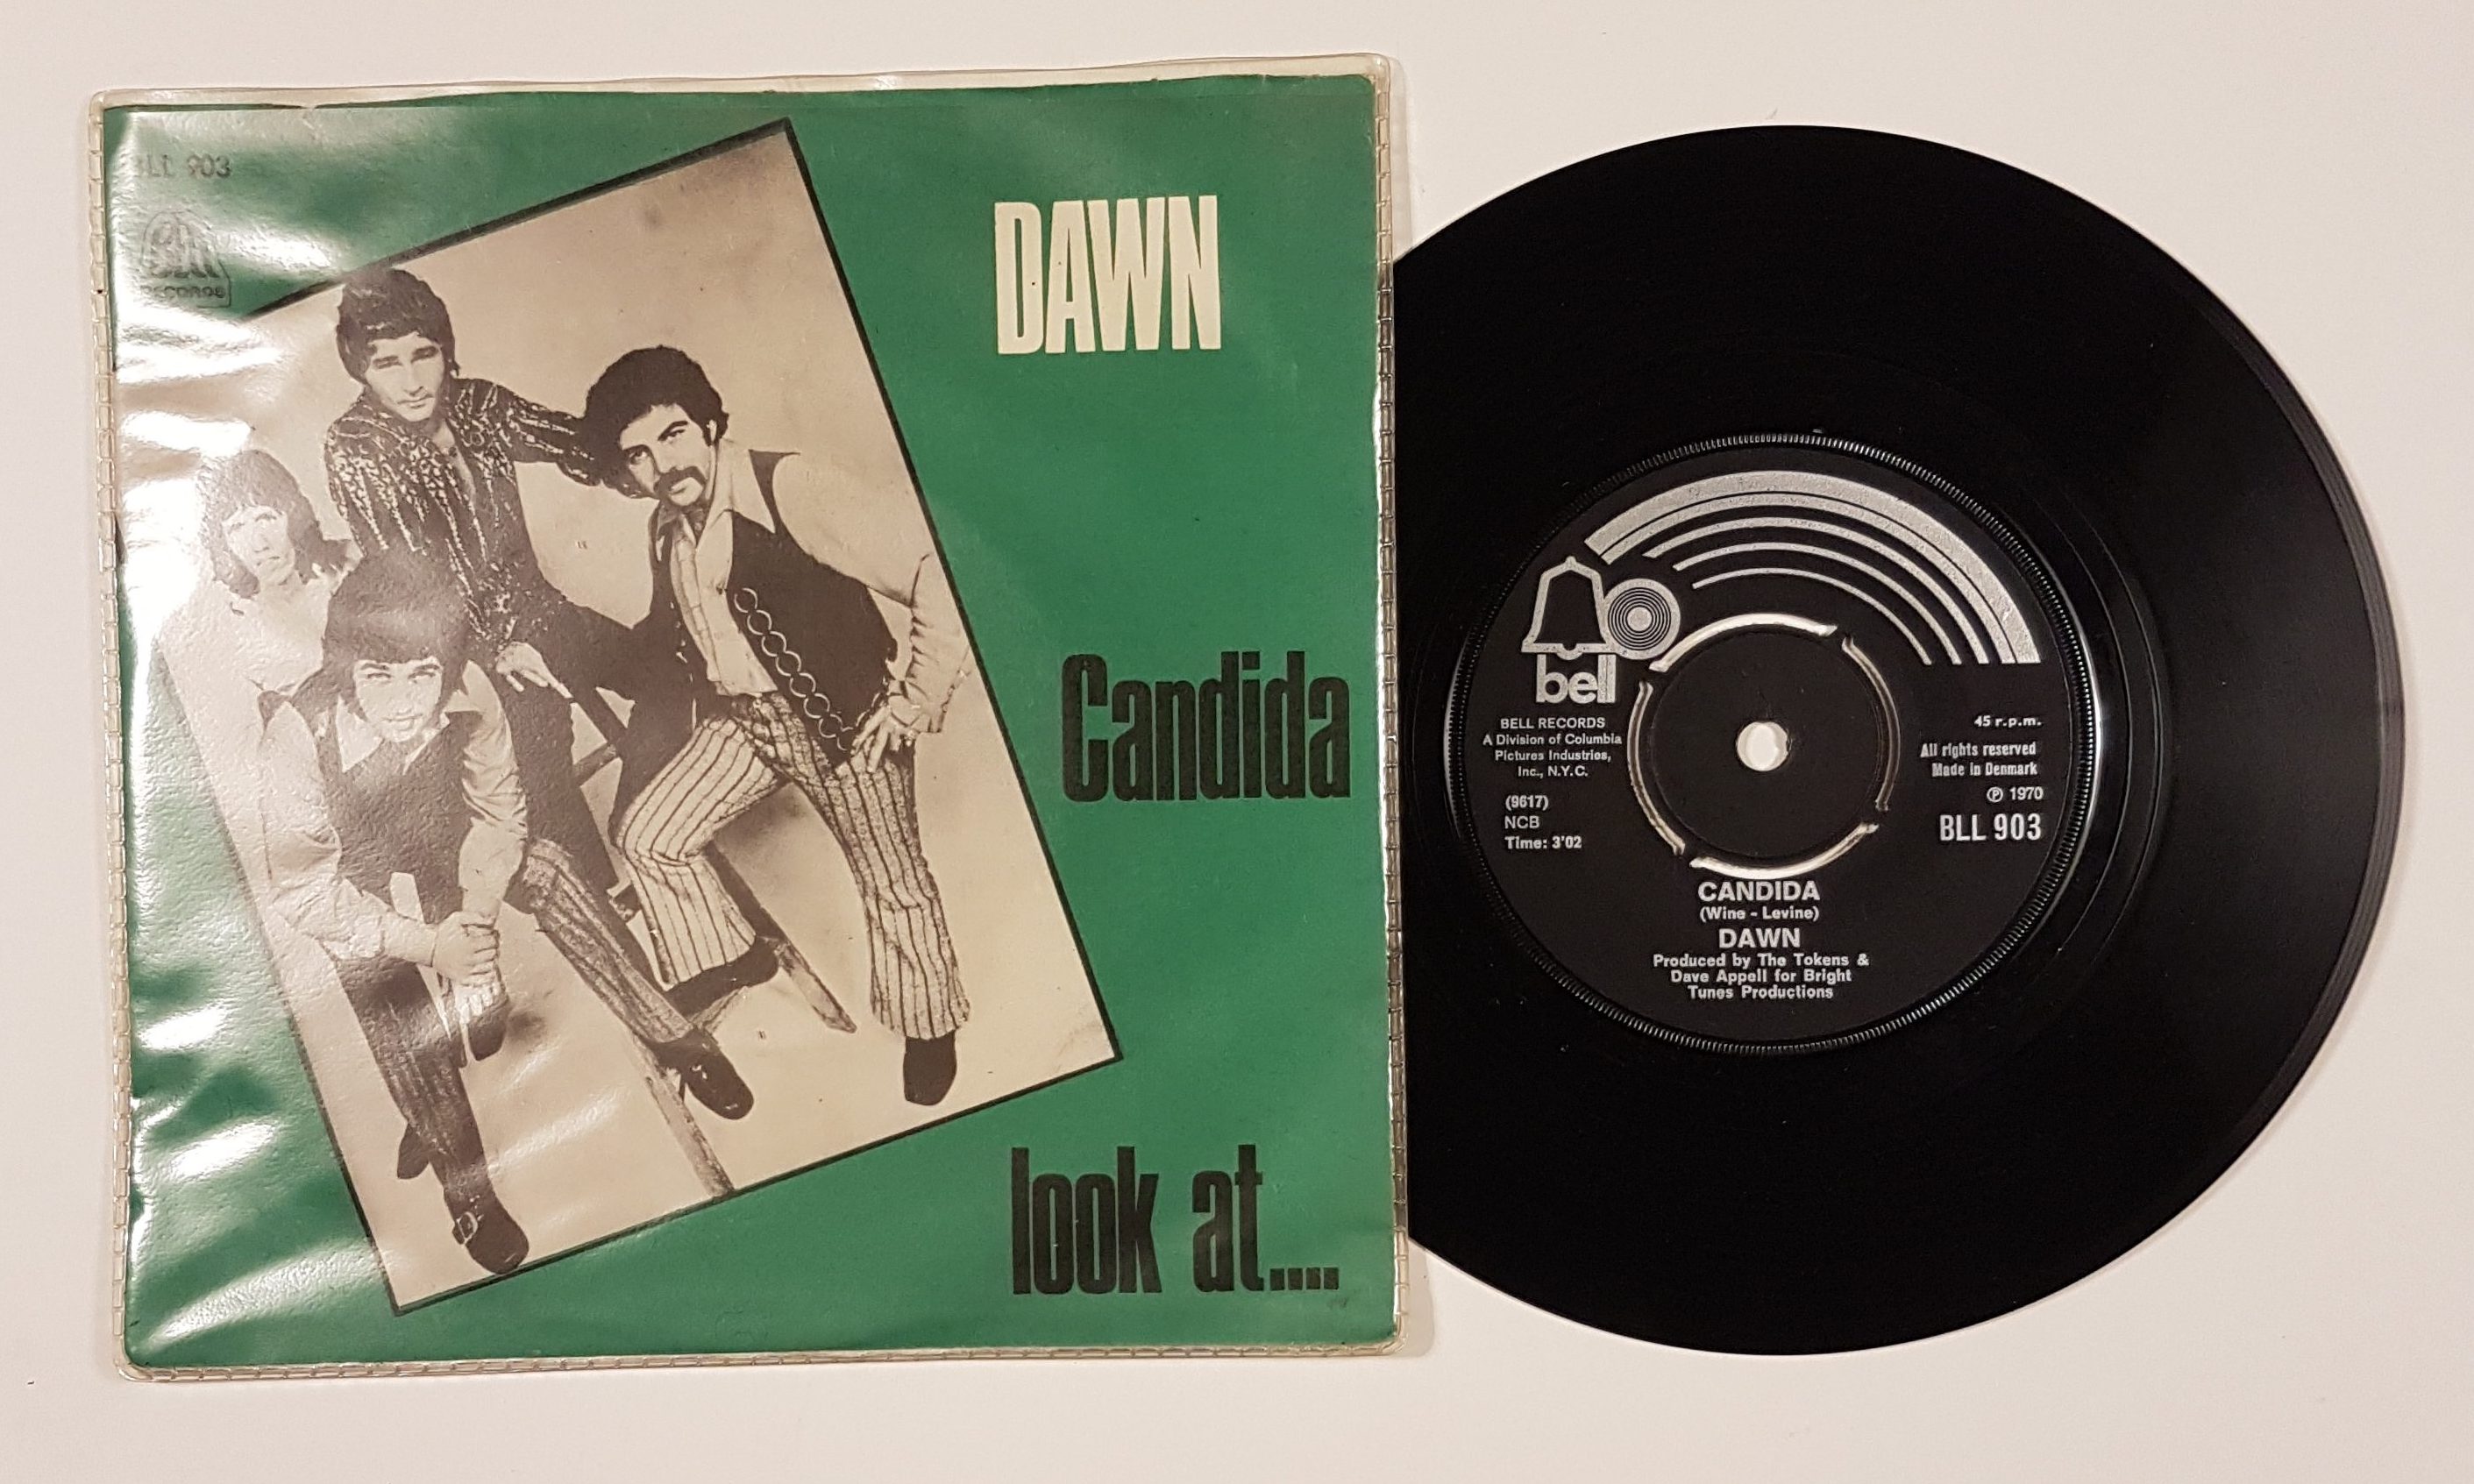 BLL 903
Bell
RECORDS
DAWN
Candida
look at....
bell
BELL RECORDS
A Division of Columbia
Pictures Industries,
Inc., N.Y.C.
(9617)
NCB
Time: 3'02
45 r.p.m.
All rights reserved
Made in Denmark
℗ 1970
BLL 903
CANDIDA
(Wine - Levine)
DAWN
Produced by The Tokens &
Dave Appell for Bright
Tunes Productions